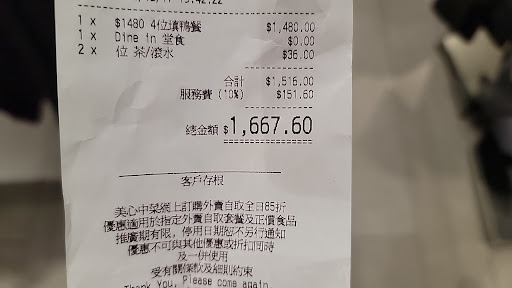 1 x $1480 4位滇鴨餐 $1,480.00
1 x Dine in 堂食 $0.00
2 x 位 茶/滾水 $36.00
合計 $1,516.00
服務費 (10%) $151.60
總金額 $1,667.60
客戶存根
美心中菜網上訂購外賣自取全日85折
優惠適用於指定外賣自取套餐及正價食品
推廣期有限，停用日期恕不另行通知
優惠不可與其他優惠或折扣同時
及一併使用
受有關條款及細則約束
Thank You, Please come again